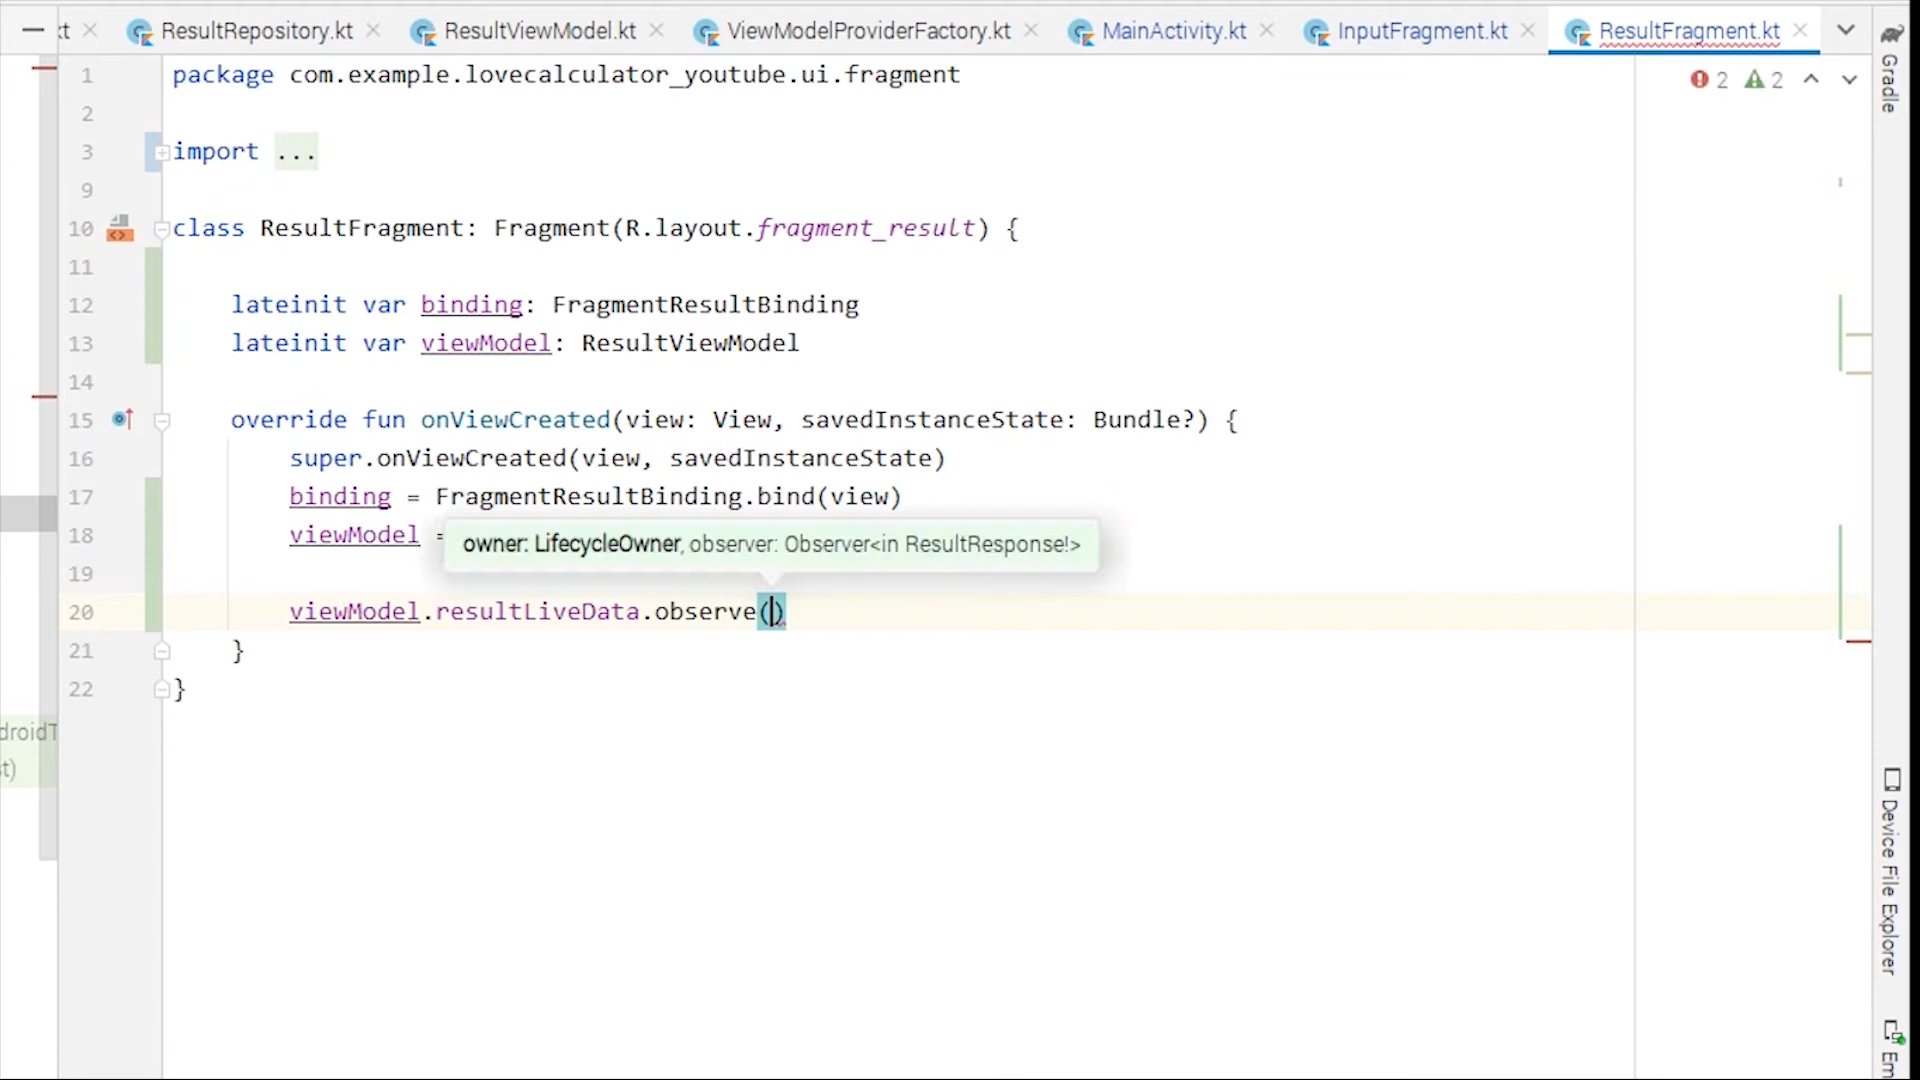 t ResultRepository.kt ResultViewModel.kt ViewModelProviderFactory.kt MainActivity.kt InputFragment.kt ResultFragment.kt
1 package com.example.lovecalculator_youtube.ui.fragment
2 2
2
3 import ...
9
10 class ResultFragment: Fragment(R.layout.fragment_result) {
11
12 lateinit var binding: FragmentResultBinding
13 lateinit var viewModel: ResultViewModel
14
15 override fun onViewCreated(view: View, savedInstanceState: Bundle?) {
16 super.onViewCreated(view, savedInstanceState)
17 binding = FragmentResultBinding.bind(view)
18 viewModel =
owner: LifecycleOwner, observer: Observer<in ResultResponse!>
19
20 viewModel.resultLiveData.observe()
21 }
22 }
droidT
t)
Gradle
Device File Explorer
Em